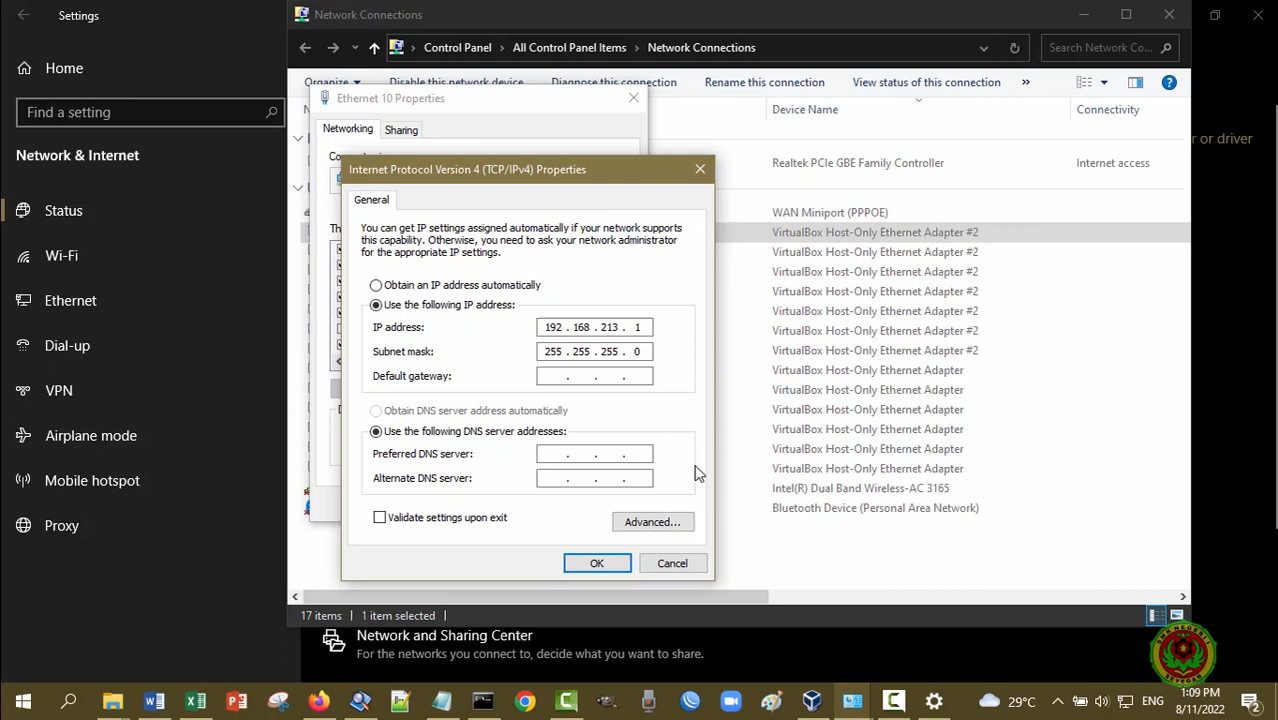 Settings
Home
Find a setting
Network & Internet
Status
Wi-Fi
Ethernet
Dial-up
VPN
Airplane mode
Mobile hotspot
Proxy
Network Connections
Control Panel
All Control Panel Items
Network Connections
Search Network Co...
Organize
Disable this network device
Diagnose this connection
Rename this connection
View status of this connection
»
Device Name
Connectivity
or driver
Realtek PCIe GBE Family Controller
Internet access
WAN Miniport (PPPOE)
VirtualBox Host-Only Ethernet Adapter #2
VirtualBox Host-Only Ethernet Adapter #2
VirtualBox Host-Only Ethernet Adapter #2
VirtualBox Host-Only Ethernet Adapter #2
VirtualBox Host-Only Ethernet Adapter #2
VirtualBox Host-Only Ethernet Adapter #2
VirtualBox Host-Only Ethernet Adapter #2
VirtualBox Host-Only Ethernet Adapter
VirtualBox Host-Only Ethernet Adapter
VirtualBox Host-Only Ethernet Adapter
VirtualBox Host-Only Ethernet Adapter
VirtualBox Host-Only Ethernet Adapter
VirtualBox Host-Only Ethernet Adapter
Intel(R) Dual Band Wireless-AC 3165
Bluetooth Device (Personal Area Network)
Ethernet 10 Properties
Networking
Sharing
Internet Protocol Version 4 (TCP/IPv4) Properties
General
You can get IP settings assigned automatically if your network supports
this capability. Otherwise, you need to ask your network administrator
for the appropriate IP settings.
Obtain an IP address automatically
Use the following IP address:
IP address: 192 . 168 . 213 . 1
Subnet mask: 255 . 255 . 255 . 0
Default gateway: . . .
Obtain DNS server address automatically
Use the following DNS server addresses:
Preferred DNS server: . . .
Alternate DNS server: . . .
Validate settings upon exit
Advanced...
OK
Cancel
17 items
1 item selected
Network and Sharing Center
For the networks you connect to, decide what you want to share.
SMK NEGERI 1
SEYEGAN
29°C
ENG
1:09 PM
8/11/2022
2